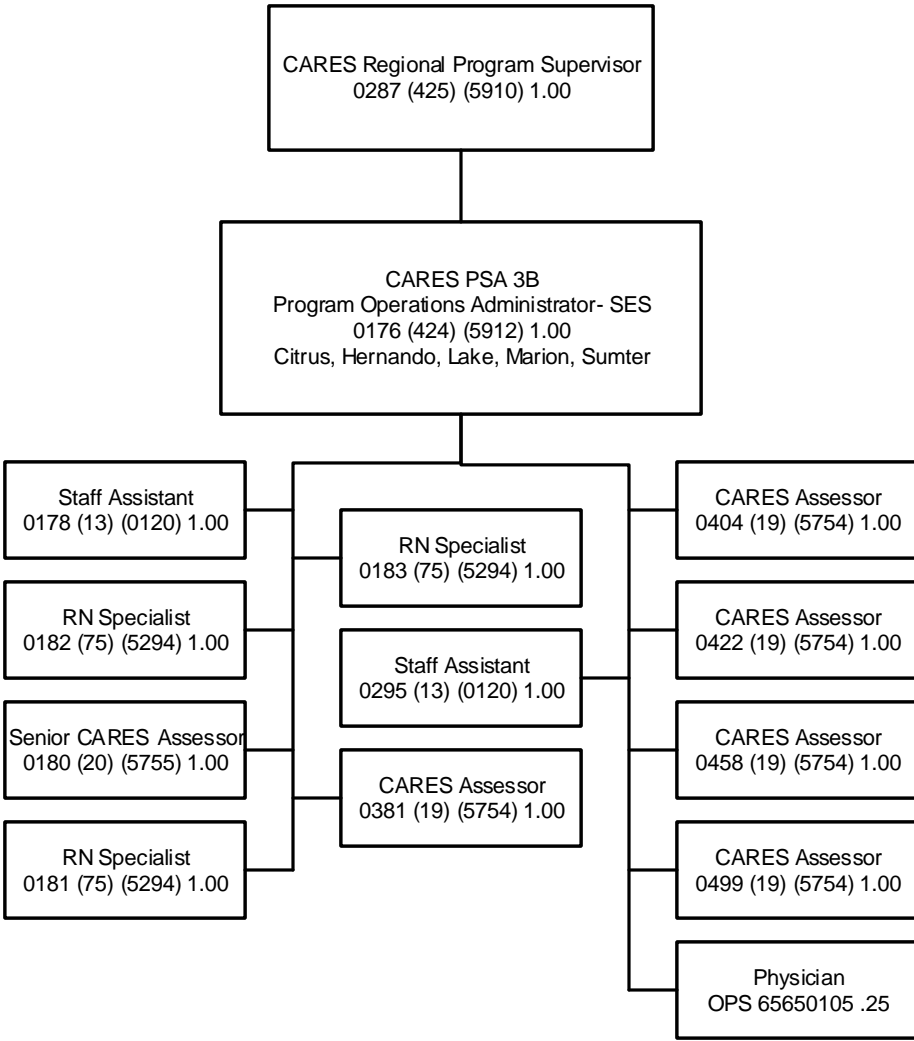 CARES Regional Program Supervisor
0287 (425) (5910) 1.00
CARES PSA 3B
Program Operations Administrator- SES
0176 (424) (5912) 1.00
Citrus, Hernando, Lake, Marion, Sumter
Staff Assistant
0178 (13) (0120) 1.00
RN Specialist
0182 (75) (5294) 1.00
Senior CARES Assessor
0180 (20) (5755) 1.00
RN Specialist
0181 (75) (5294) 1.00
RN Specialist
0183 (75) (5294) 1.00
Staff Assistant
0295 (13) (0120) 1.00
CARES Assessor
0381 (19) (5754) 1.00
CARES Assessor
0404 (19) (5754) 1.00
CARES Assessor
0422 (19) (5754) 1.00
CARES Assessor
0458 (19) (5754) 1.00
CARES Assessor
0499 (19) (5754) 1.00
Physician
OPS 65650105 .25